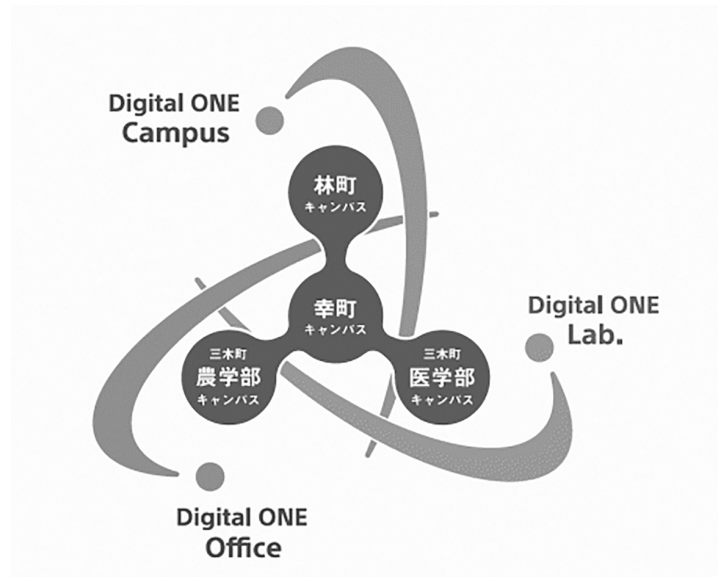 Digital ONE
Campus
林町
キャンパス
幸町
キャンパス
Digital ONE
Lab.
三木町
農学部
キャンパス
三木町
医学部
キャンパス
Digital ONE
Office